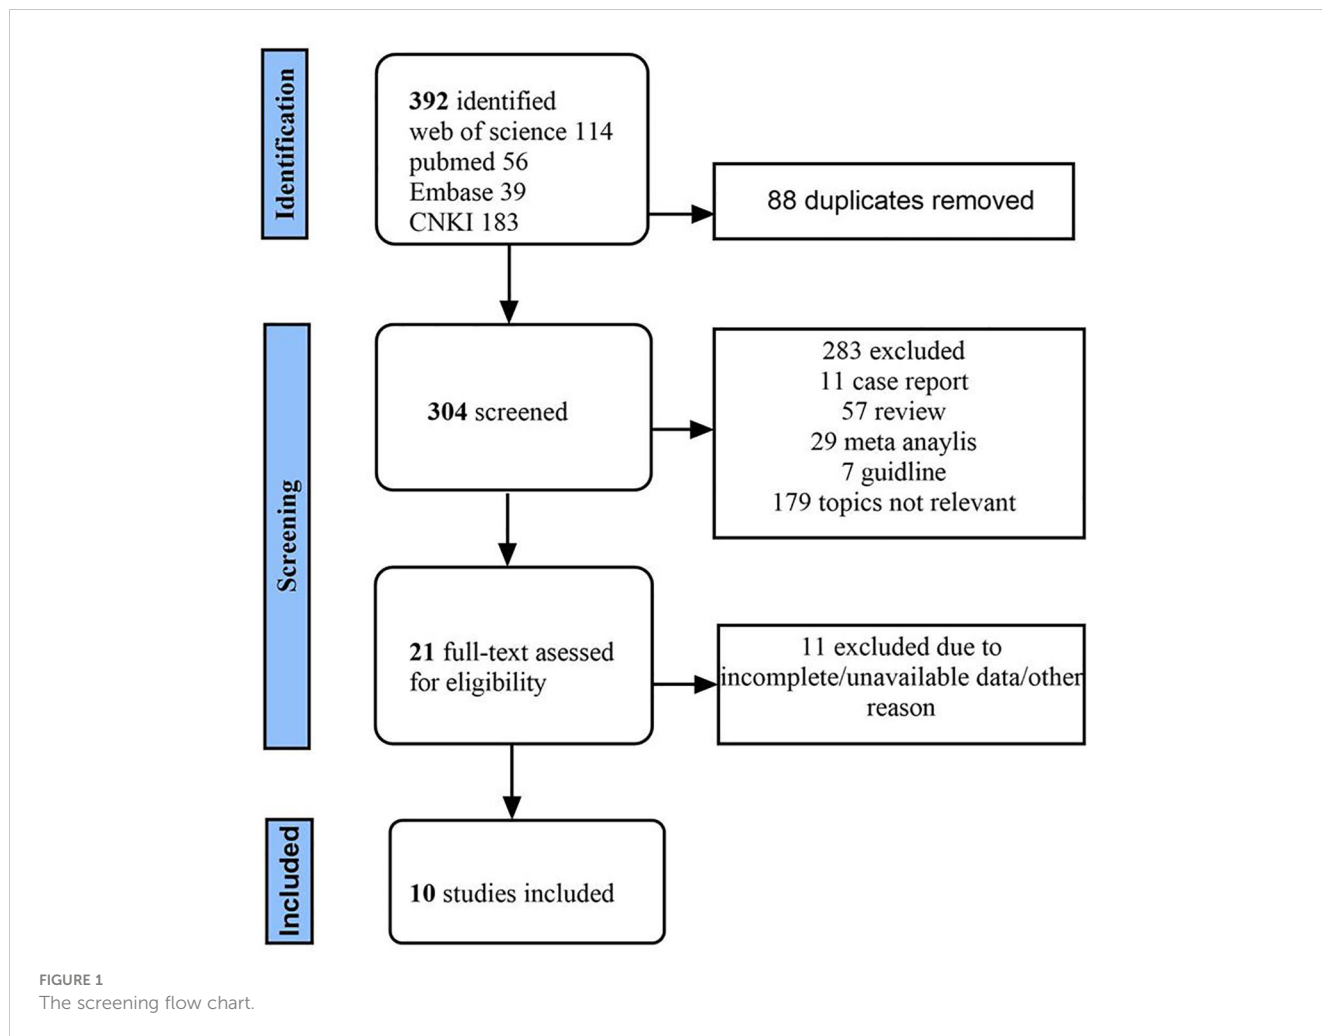 Identification
392 identified
web of science 114
pubmed 56
Embase 39
CNKI 183
88 duplicates removed
Screening
304 screened
283 excluded
11 case report
57 review
29 meta anaylis
7 guidline
179 topics not relevant
21 full-text asessed
for eligibility
11 excluded due to
incomplete/unavailable data/other
reason
Included
10 studies included
FIGURE 1
The screening flow chart.